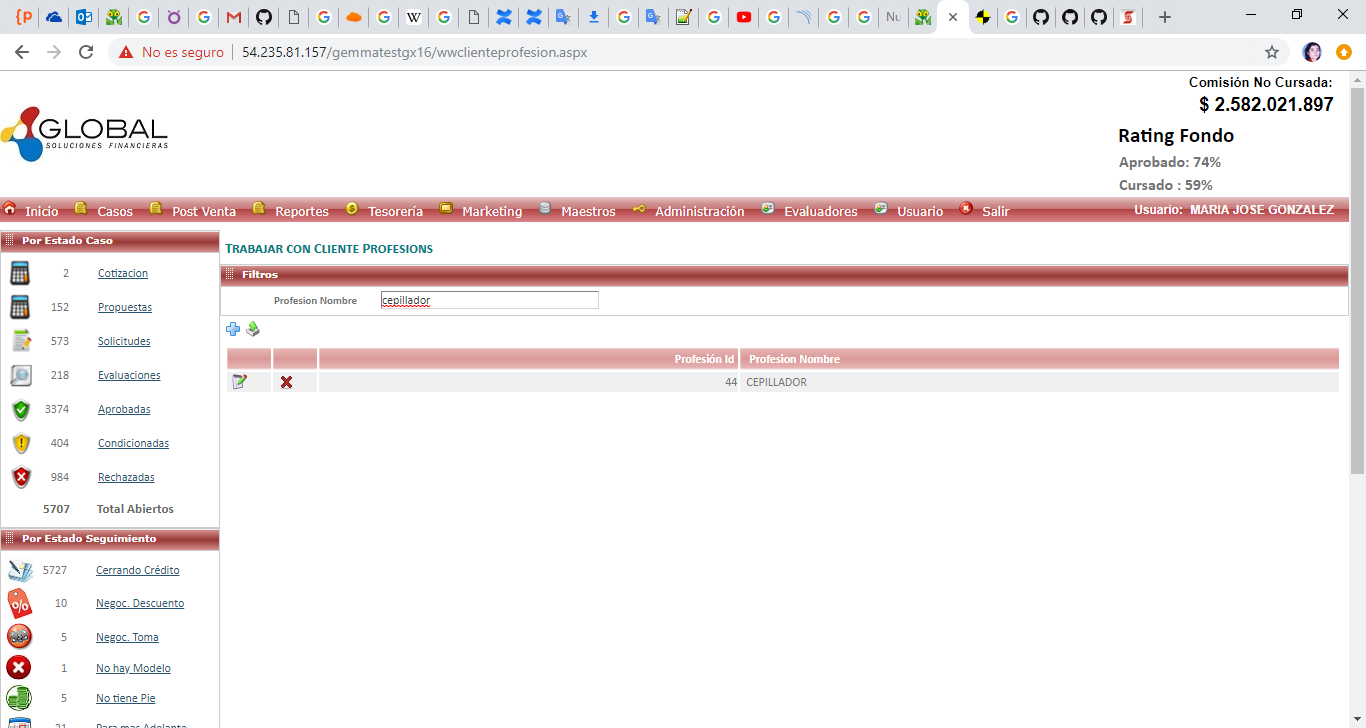 No es seguro 54.235.81.157/gemmatestgx16/wwclienteprofesion.aspx
Comisión No Cursada:
$ 2.582.021.897
Rating Fondo
Aprobado: 74%
Cursado : 59%
GLOBAL
SOLUCIONES FINANCIERAS
Inicio Casos Post Venta Reportes Tesorería Marketing Maestros Administración Evaluadores Usuario Salir Usuario: MARIA JOSE GONZALEZ
Por Estado Caso
2 Cotizacion
152 Propuestas
573 Solicitudes
218 Evaluaciones
3374 Aprobadas
404 Condicionadas
984 Rechazadas
5707 Total Abiertos
Por Estado Seguimiento
5727 Cerrando Crédito
10 Negoc. Descuento
5 Negoc. Toma
1 No hay Modelo
5 No tiene Pie
21 Para mas Adelante
TRABAJAR CON CLIENTE PROFESIONS
Filtros
Profesion Nombre cepillador
Profesión Id Profesion Nombre
44 CEPILLADOR